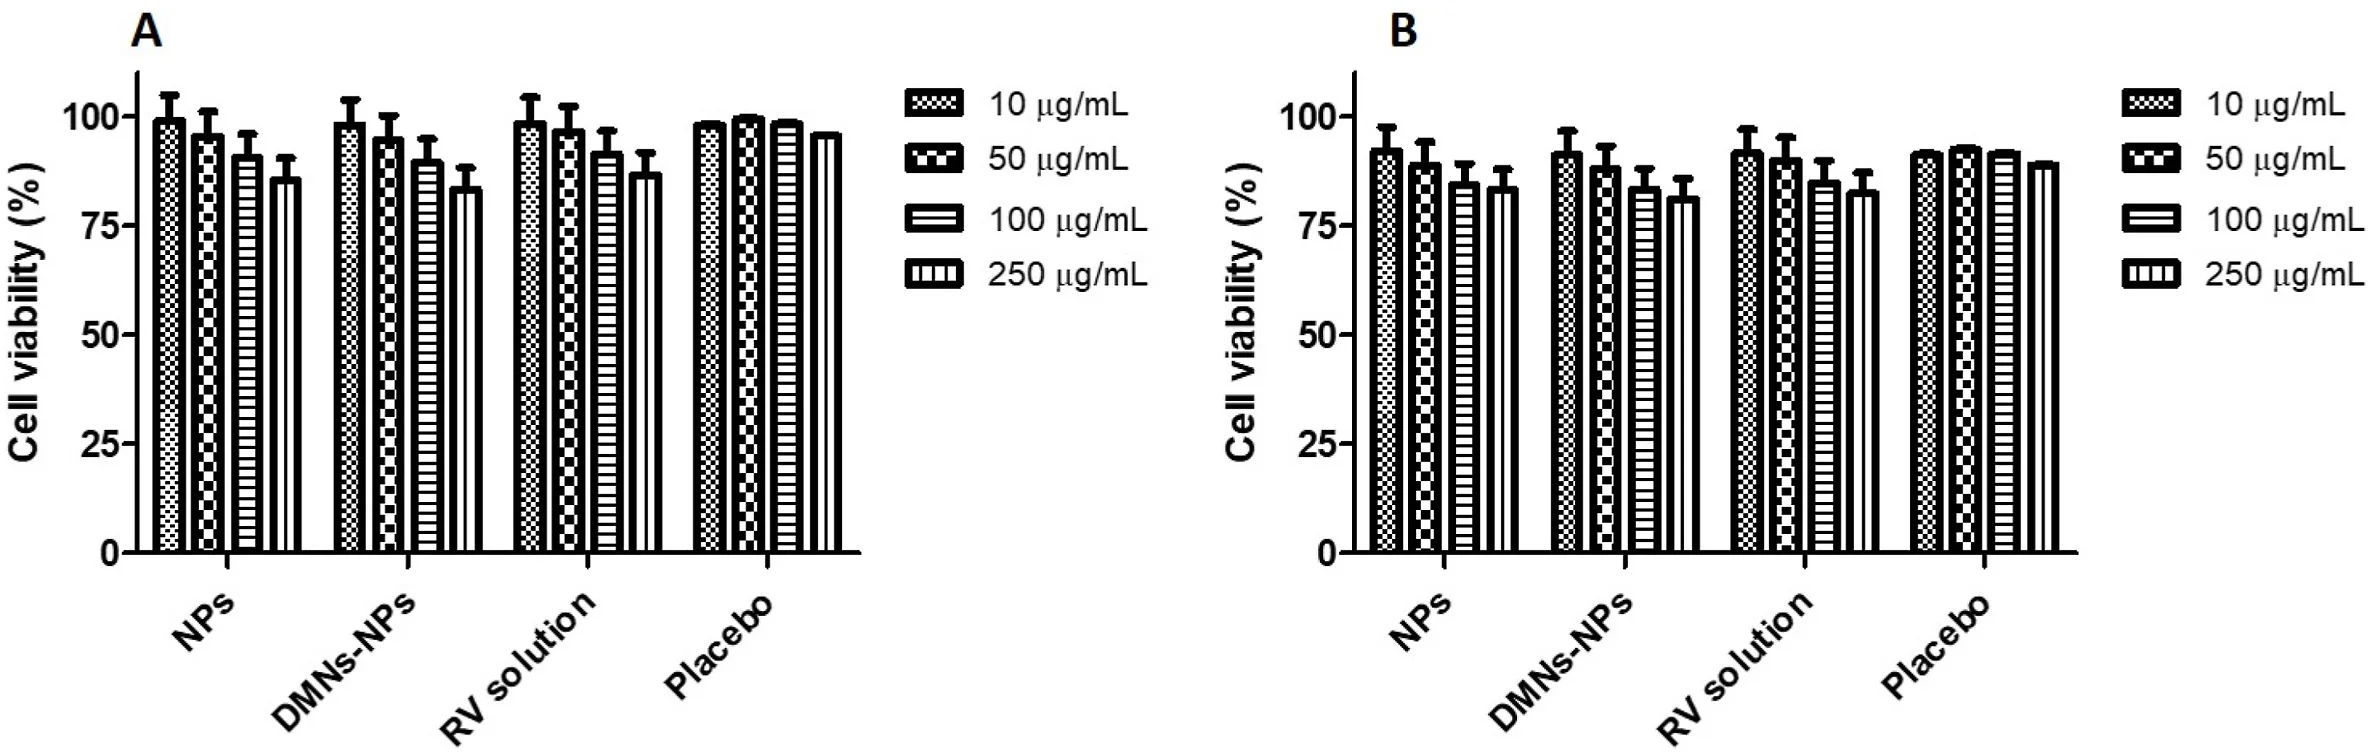 A
Cell viability (%)
100
75
50
25
0
NPs
DMNs-NPs
RV solution
Placebo
10 µg/mL
50 µg/mL
100 µg/mL
250 µg/mL
B
Cell viability (%)
100
75
50
25
0
NPs
DMNs-NPs
RV solution
Placebo
10 µg/mL
50 µg/mL
100 µg/mL
250 µg/mL